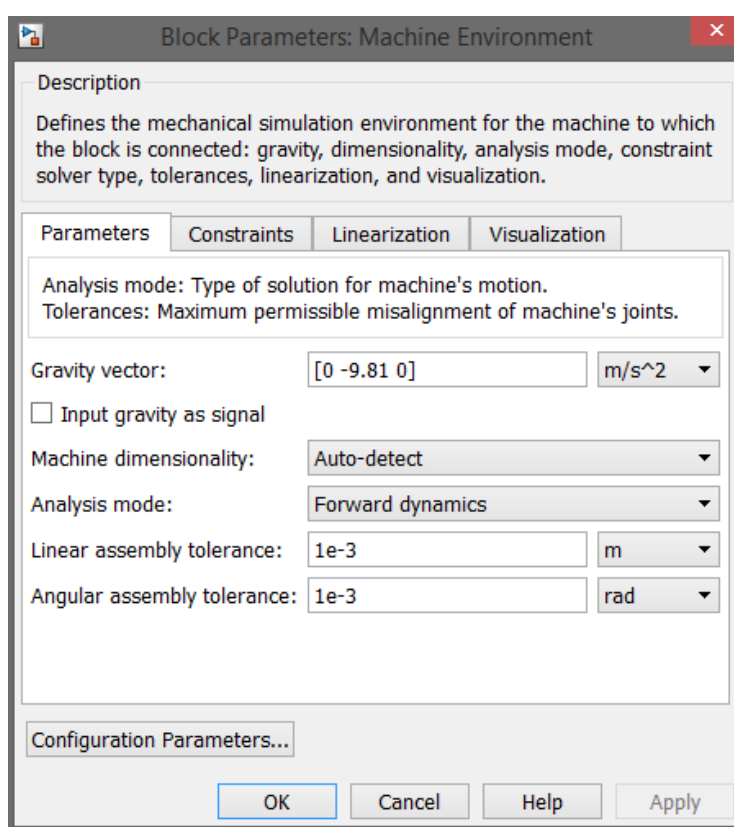 Block Parameters: Machine Environment
Description
Defines the mechanical simulation environment for the machine to which
the block is connected: gravity, dimensionality, analysis mode, constraint
solver type, tolerances, linearization, and visualization.
Parameters Constraints Linearization Visualization
Analysis mode: Type of solution for machine's motion.
Tolerances: Maximum permissible misalignment of machine's joints.
Gravity vector: [0 -9.81 0] m/s^2
Input gravity as signal
Machine dimensionality: Auto-detect
Analysis mode: Forward dynamics
Linear assembly tolerance: 1e-3 m
Angular assembly tolerance: 1e-3 rad
Configuration Parameters...
OK Cancel Help Apply